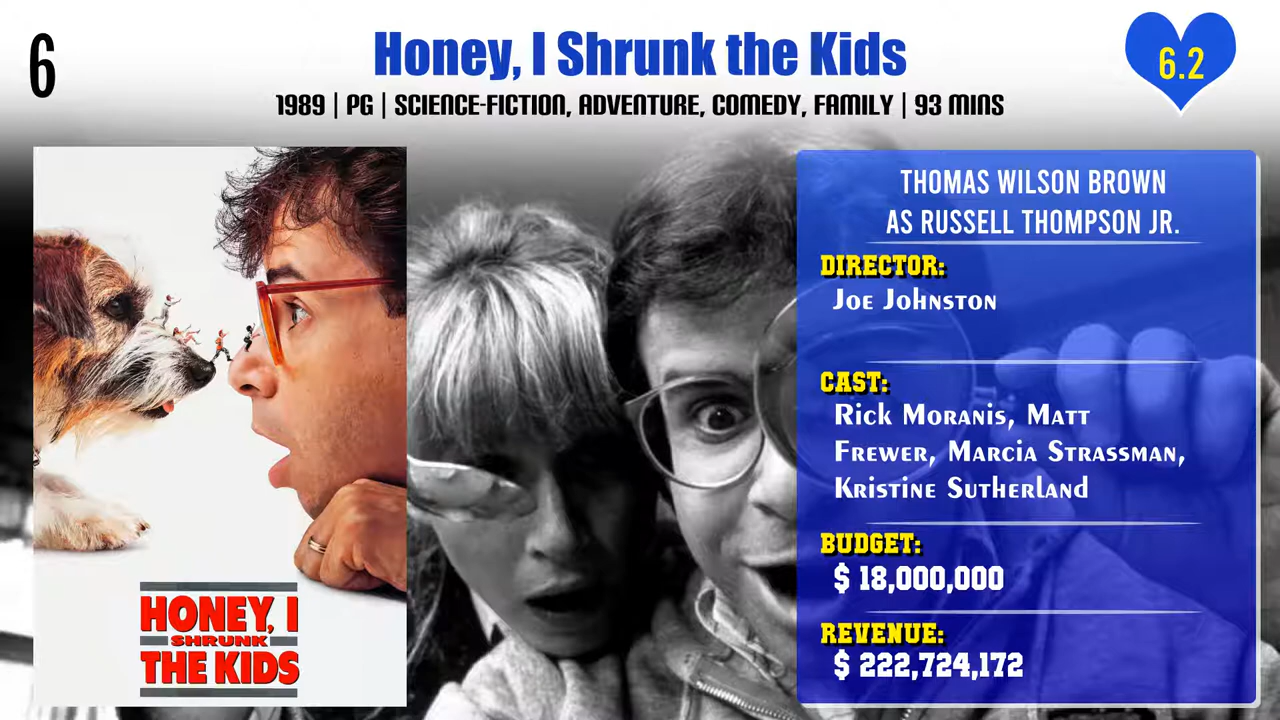 6
Honey, I Shrunk the Kids
6.2
1989 | PG | SCIENCE-FICTION, ADVENTURE, COMEDY, FAMILY | 93 MINS
THOMAS WILSON BROWN
AS RUSSELL THOMPSON JR.
DIRECTOR:
Joe Johnston
CAST:
Rick Moranis, Matt
Frewer, Marcia Strassman,
Kristine Sutherland
BUDGET:
$ 18,000,000
REVENUE:
$ 222,724,172
HONEY, I
SHRUNK
THE KIDS